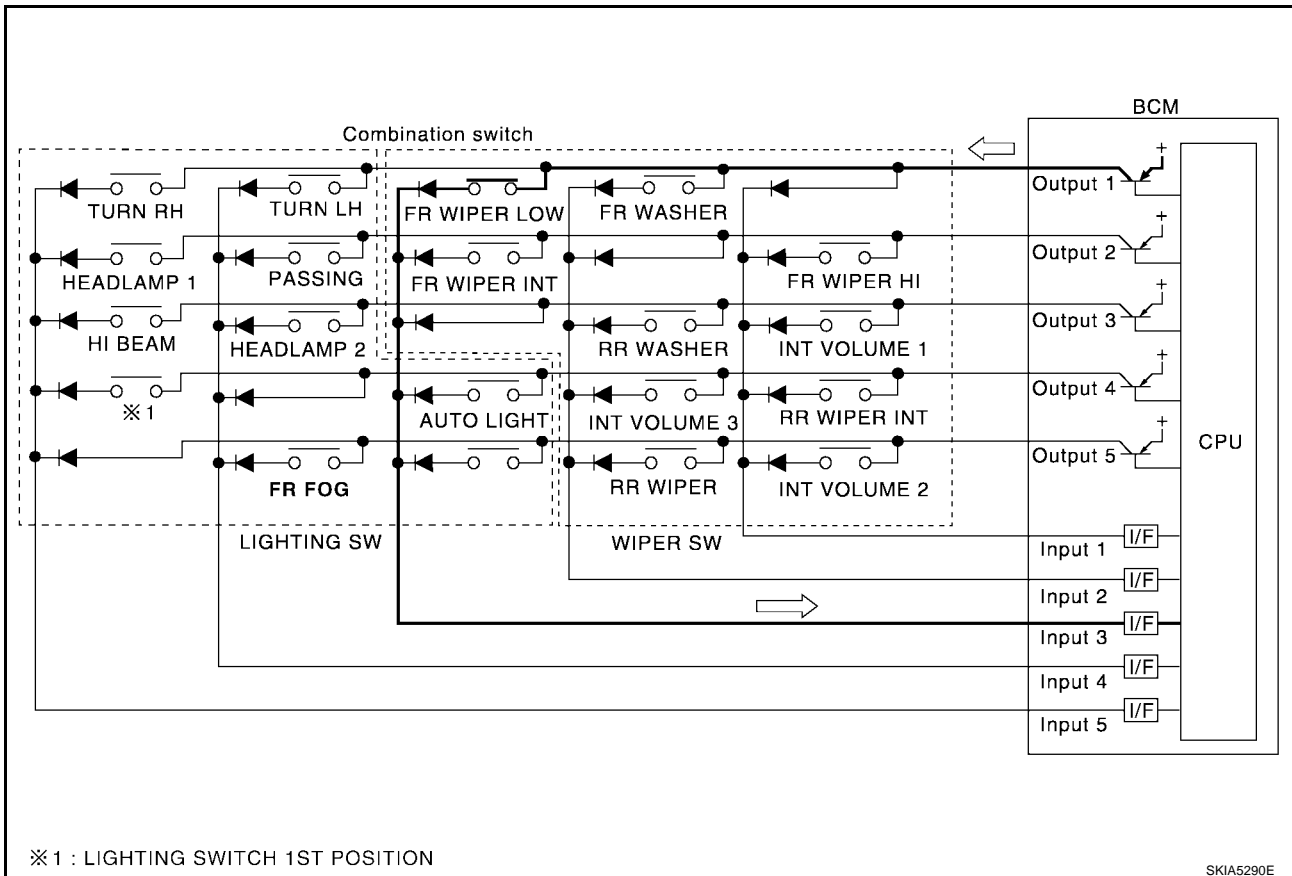 BCM
Combination switch
Output 1
TURN RH
TURN LH
FR WIPER LOW
FR WASHER
Output 2
HEADLAMP 1
PASSING
FR WIPER INT
FR WIPER HI
Output 3
HI BEAM
HEADLAMP 2
RR WASHER
INT VOLUME 1
Output 4
※1
AUTO LIGHT
INT VOLUME 3
RR WIPER INT
CPU
Output 5
FR FOG
RR WIPER
INT VOLUME 2
LIGHTING SW
WIPER SW
Input 1
I/F
Input 2
I/F
Input 3
I/F
Input 4
I/F
Input 5
I/F
+
+
+
+
+
※1 : LIGHTING SWITCH 1ST POSITION
SKIA5290E